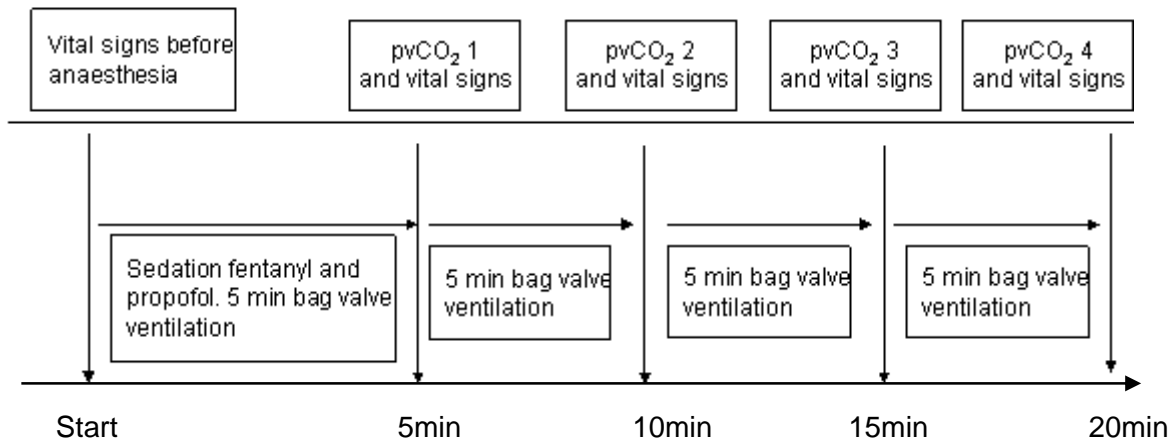 Vital signs before
anaesthesia
pvCO₂ 1
and vital signs
pvCO₂ 2
and vital signs
pvCO₂ 3
and vital signs
pvCO₂ 4
and vital signs
Sedation fentanyl and
propofol. 5 min bag valve
ventilation
5 min bag valve
ventilation
5 min bag valve
ventilation
5 min bag valve
ventilation
Start
5min
10min
15min
20min